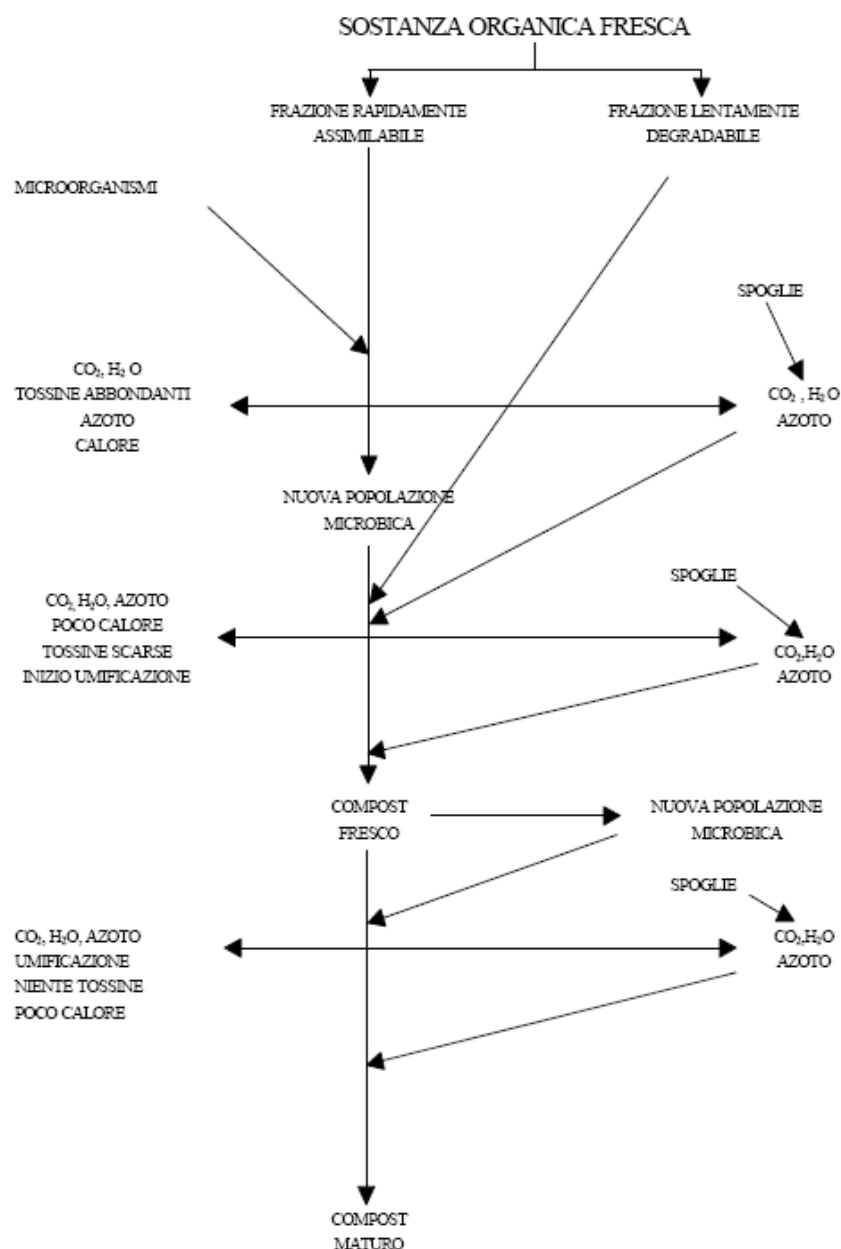 SOSTANZA ORGANICA FRESCA
FRAZIONE RAPIDAMENTE
ASSIMILABILE
FRAZIONE LENTAMENTE
DEGRADABILE
MICROORGANISMI
SPOGLIE
CO₂, H₂ O
TOSSINE ABBONDANTI
AZOTO
CALORE
CO₂ , H₂ O
AZOTO
NUOVA POPOLAZIONE
MICROBICA
SPOGLIE
CO₂, H₂O, AZOTO
POCO CALORE
TOSSINE SCARSE
INIZIO UMIFICAZIONE
CO₂,H₂O
AZOTO
COMPOST
FRESCO
NUOVA POPOLAZIONE
MICROBICA
SPOGLIE
CO₂, H₂O, AZOTO
UMIFICAZIONE
NIENTE TOSSINE
POCO CALORE
CO₂,H₂O
AZOTO
COMPOST
MATURO